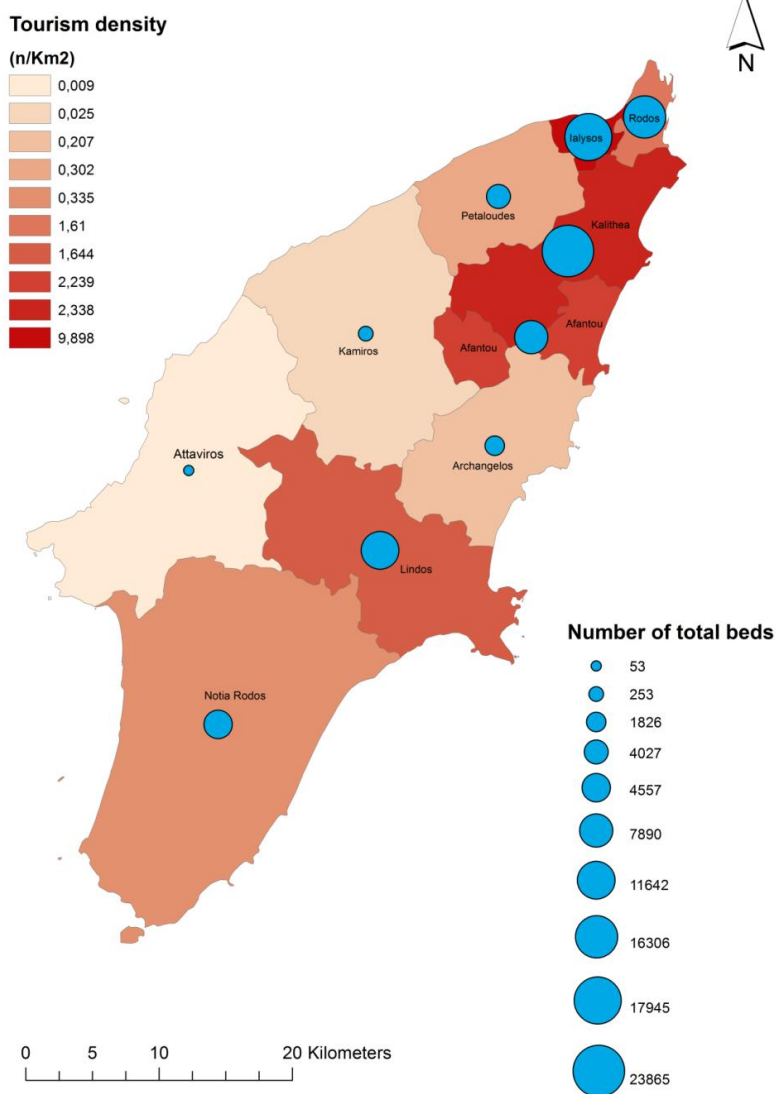 Tourism density
(n/Km2)
0,009
0,025
0,207
0,302
0,335
1,61
1,644
2,239
2,338
9,898
N
Rodos
Ialysos
Petaloudes
Kalithea
Afantou
Afantou
Kamiros
Archangelos
Attaviros
Lindos
Notia Rodos
Number of total beds
53
253
1826
4027
4557
7890
11642
16306
17945
23865
0 5 10 20 Kilometers